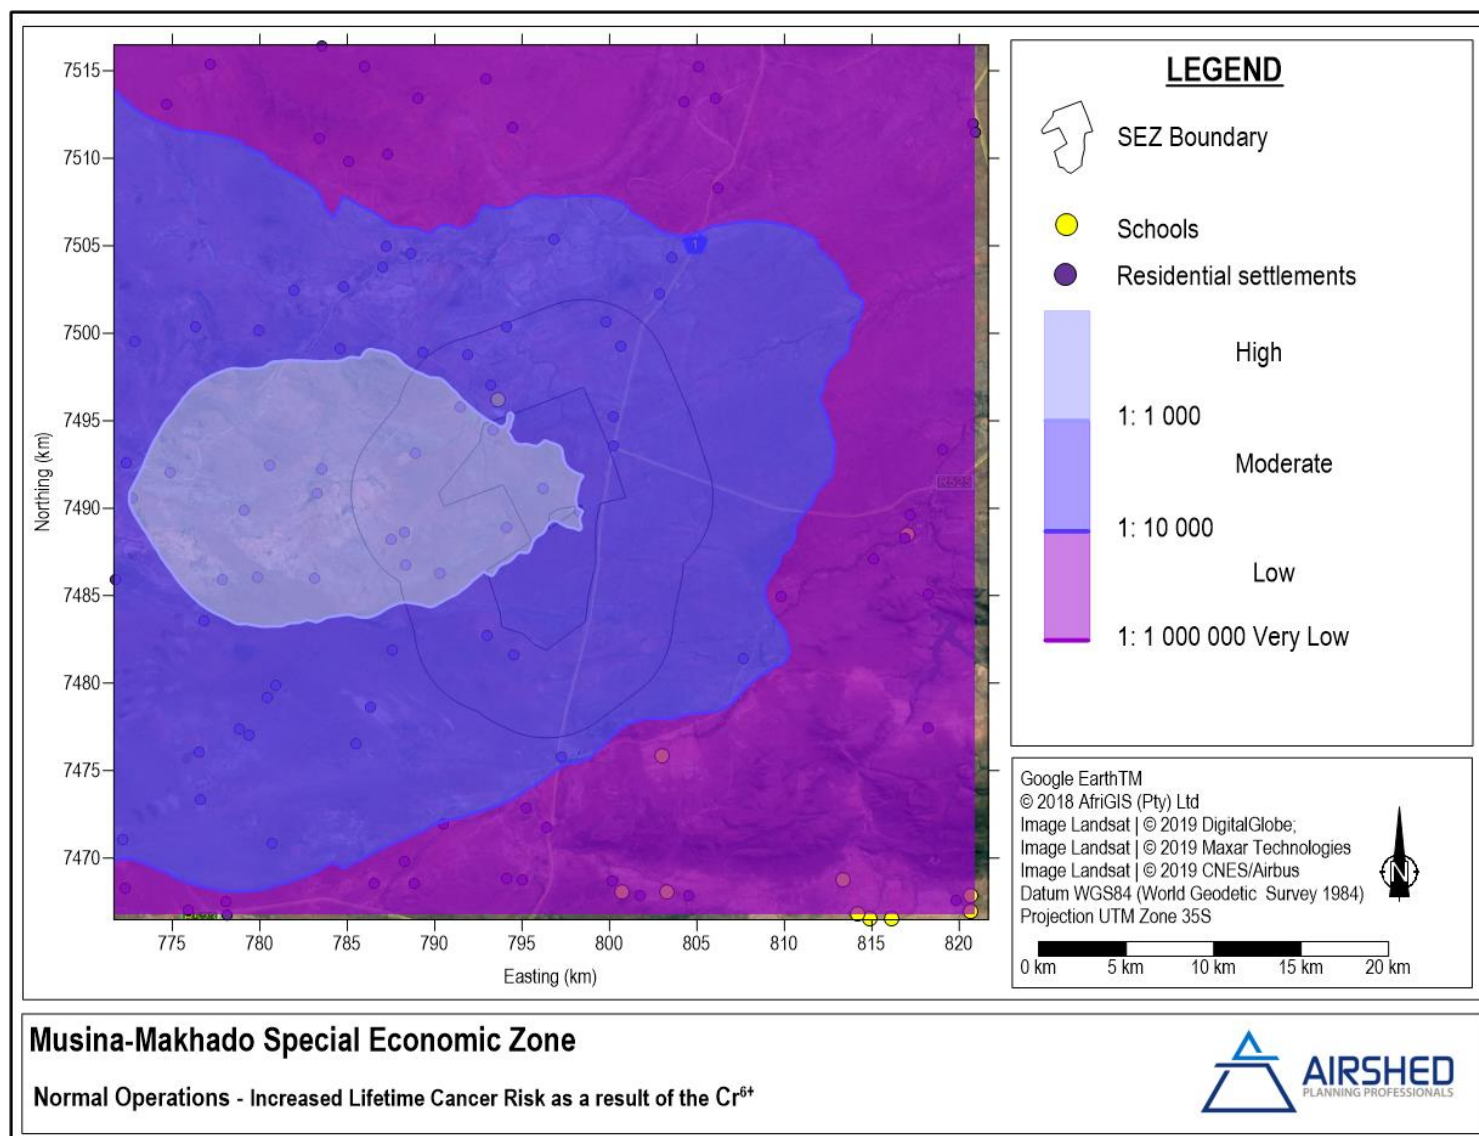 7515
7510
7505
7500
7495
7490
7485
7480
7475
7470
Northing (km)
775
780
785
790
795
800
805
810
815
820
Easting (km)
1
R525
LEGEND
SEZ Boundary
Schools
Residential settlements
High
1: 1 000
Moderate
1: 10 000
Low
1: 1 000 000 Very Low
Google EarthTM
© 2018 AfriGIS (Pty) Ltd
Image Landsat | © 2019 DigitalGlobe;
Image Landsat | © 2019 Maxar Technologies
Image Landsat | © 2019 CNES/Airbus
Datum WGS84 (World Geodetic Survey 1984)
Projection UTM Zone 35S
N
0 km 5 km 10 km 15 km 20 km
Musina-Makhado Special Economic Zone
Normal Operations - Increased Lifetime Cancer Risk as a result of the Cr⁶⁺
AIRSHED
PLANNING PROFESSIONALS